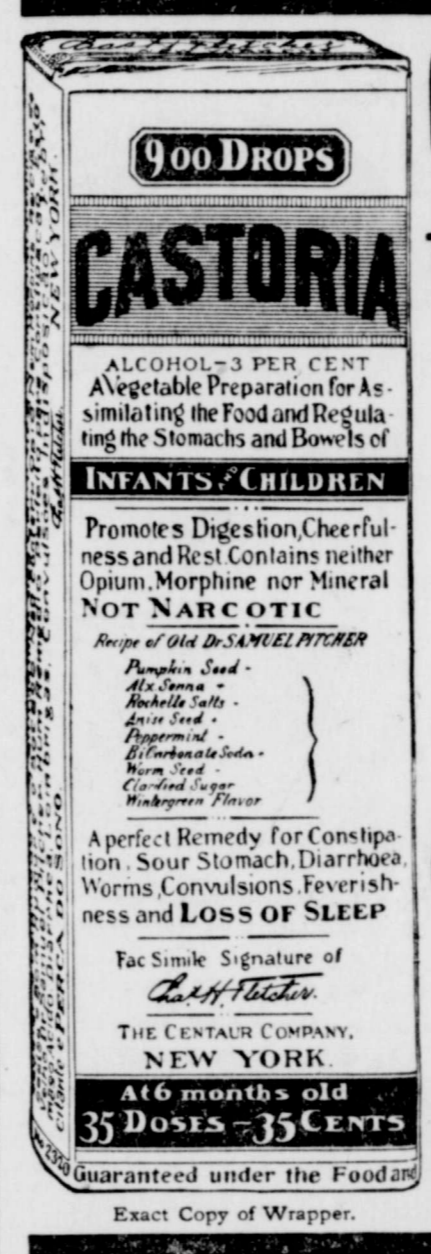 900 DROPS
CASTORIA
ALCOHOL-3 PER CENT
A Vegetable Preparation for As-
similating the Food and Regula-
ting the Stomachs and Bowels of
INFANTS AND CHILDREN
Promotes Digestion,Cheerful-
ness and Rest.Contains neither
Opium,Morphine nor Mineral
NOT NARCOTIC
Recipe of Old Dr SAMUEL PITCHER
Pumpkin Seed -
Alx Senna -
Rochelle Salts -
Anise Seed -
Peppermint -
BiCarbonate Soda -
Worm Seed -
Clarified Sugar
Wintergreen Flavor
A perfect Remedy for Constipa-
tion, Sour Stomach, Diarrhoea,
Worms,Convulsions,Feverish-
ness and LOSS OF SLEEP
Fac Simile Signature of
Chas H Fletcher.
THE CENTAUR COMPANY,
NEW YORK.
At 6 months old
35 DOSES - 35 CENTS
Guaranteed under the Food and
Exact Copy of Wrapper.
NEW YORK.